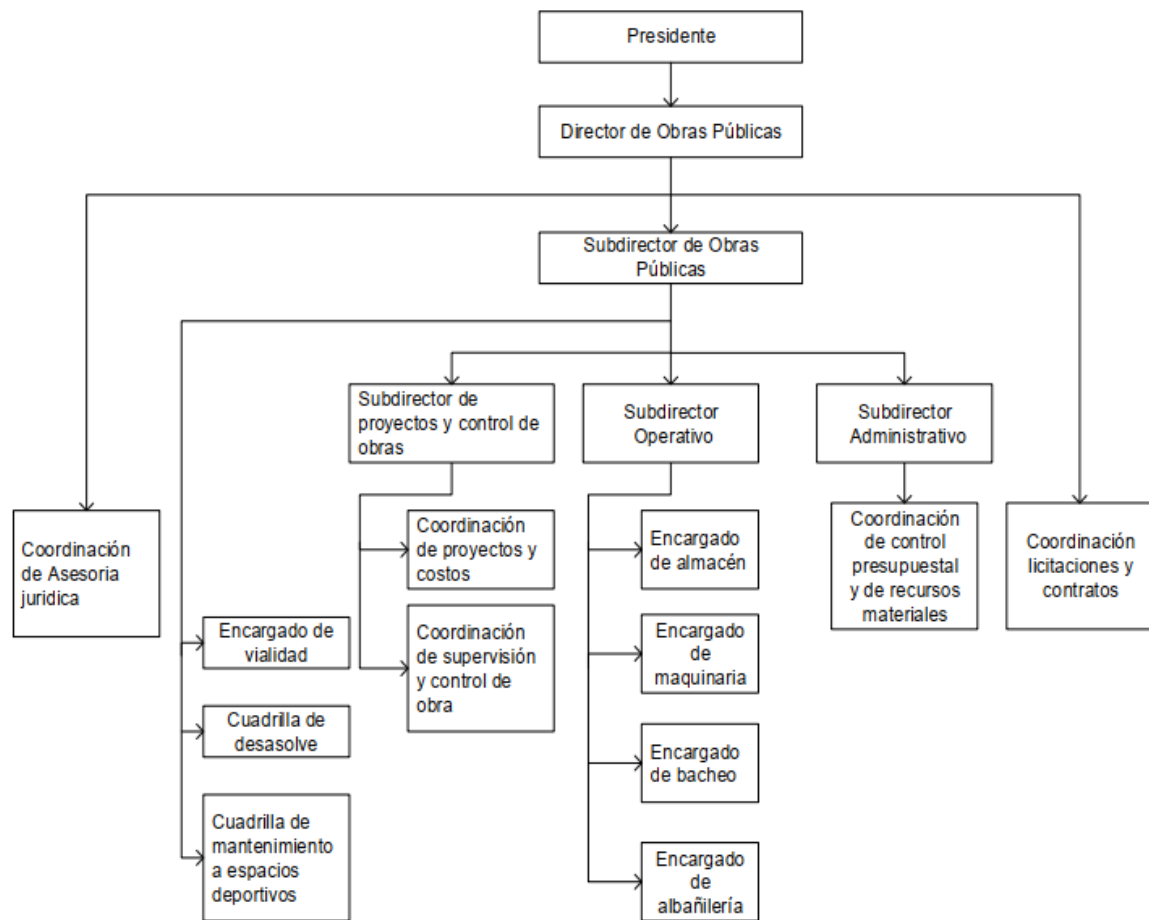 Presidente
Director de Obras Públicas
Subdirector de Obras
Públicas
Subdirector de
proyectos y control de
obras
Subdirector
Operativo
Subdirector
Administrativo
Coordinación
de Asesoria
juridica
Coordinación
de proyectos y
costos
Encargado
de almacén
Coordinación
de control
presupuestal
y de recursos
materiales
Coordinación
licitaciones y
contratos
Encargado de
vialidad
Coordinación
de supervisión
y control de
obra
Encargado
de
maquinaria
Cuadrilla de
desasolve
Encargado
de bacheo
Cuadrilla de
mantenimiento
a espacios
deportivos
Encargado
de
albañilería